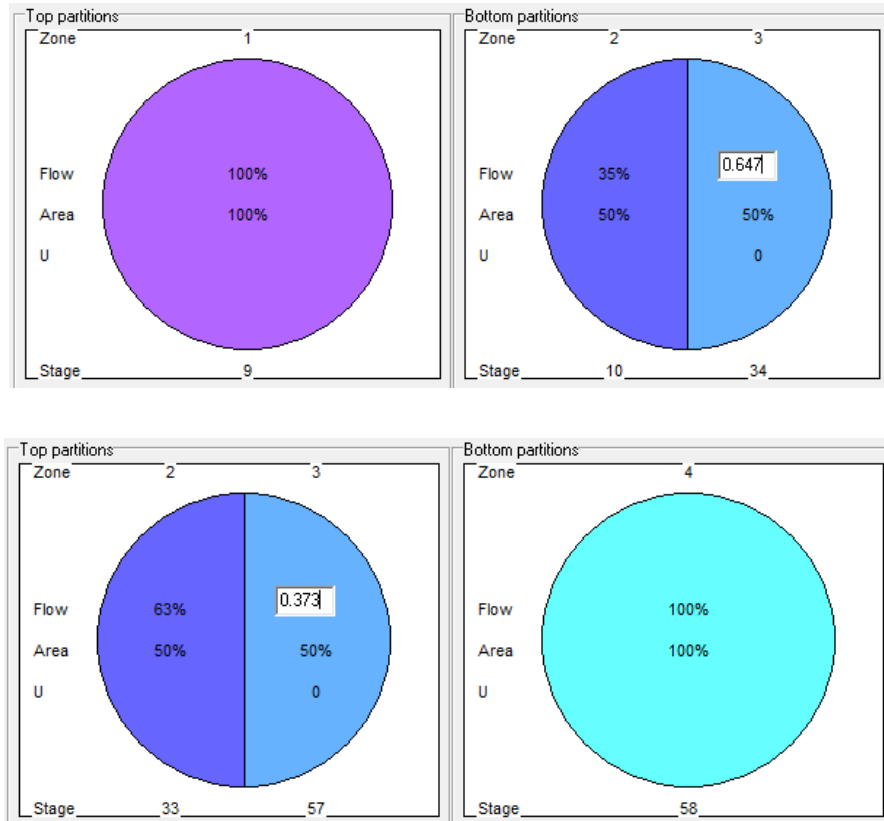 Top partitions
Zone 1
Flow 100%
Area 100%
U
Stage 9
Bottom partitions
Zone 2 3
Flow 35% 0.647
Area 50% 50%
U 0
Stage 10 34
Top partitions
Zone 2 3
Flow 63% 0.373
Area 50% 50%
U 0
Stage 33 57
Bottom partitions
Zone 4
Flow 100%
Area 100%
U
Stage 58